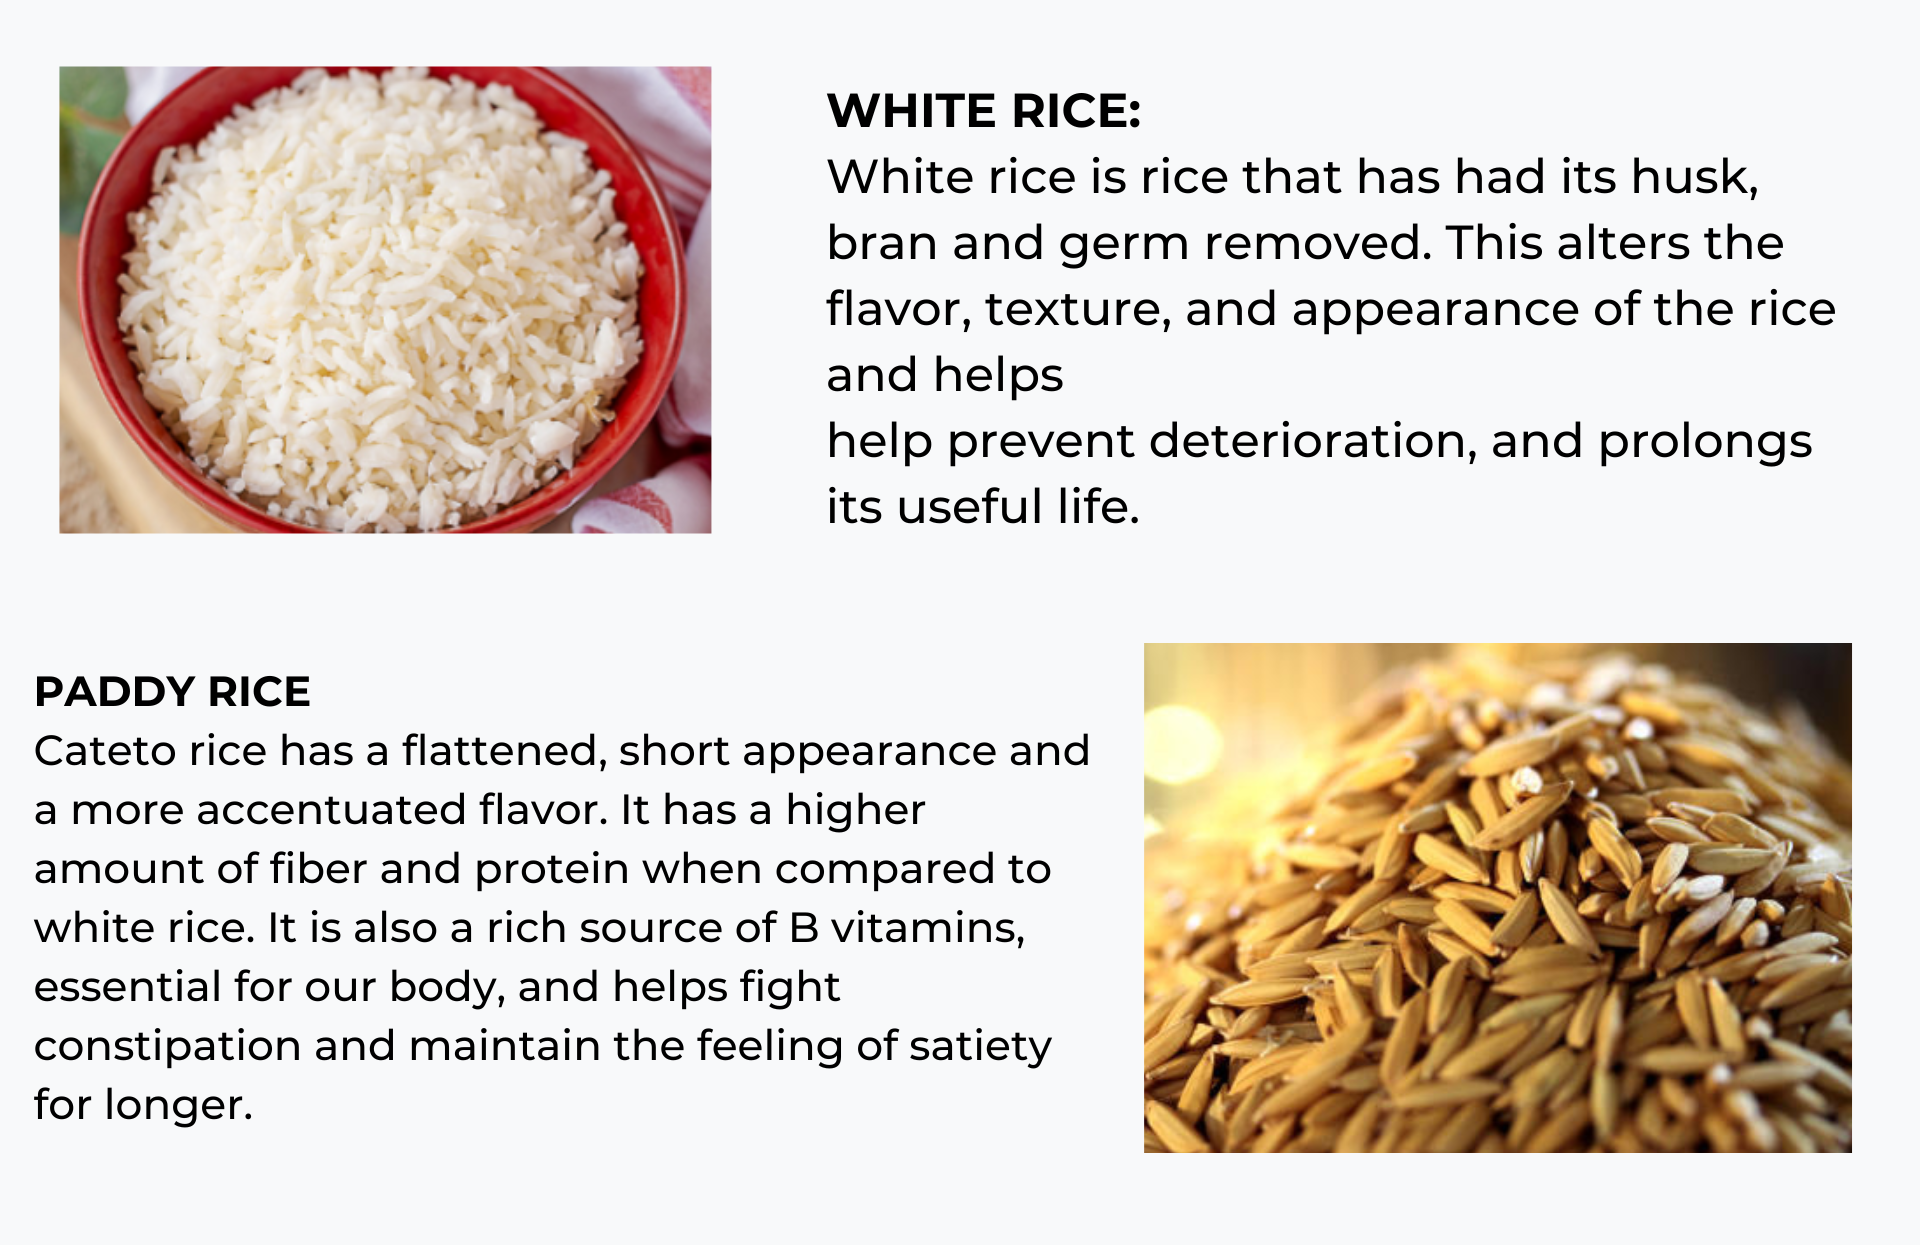 WHITE RICE:
White rice is rice that has had its husk,
bran and germ removed. This alters the
flavor, texture, and appearance of the rice
and helps
help prevent deterioration, and prolongs
its useful life.
PADDY RICE
Cateto rice has a flattened, short appearance and
a more accentuated flavor. It has a higher
amount of fiber and protein when compared to
white rice. It is also a rich source of B vitamins,
essential for our body, and helps fight
constipation and maintain the feeling of satiety
for longer.